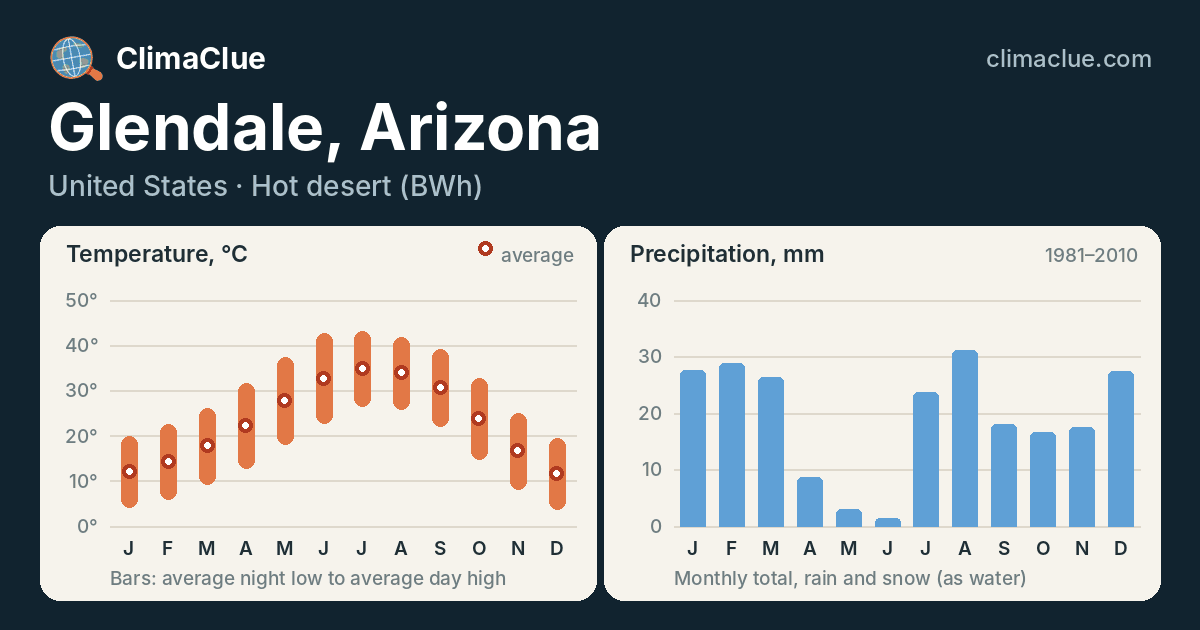 ClimaClue
climaclue.com
Glendale, Arizona
United States · Hot desert (BWh)
Temperature, °C
average
50°
40°
30°
20°
10°
0°
J F M A M J J A S O N D
Bars: average night low to average day high
Precipitation, mm
1981–2010
40
30
20
10
0
J F M A M J J A S O N D
Monthly total, rain and snow (as water)